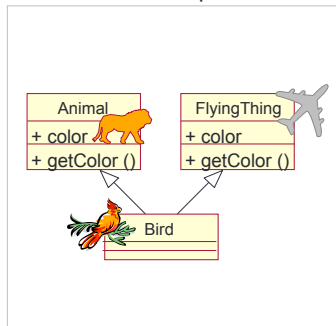 Animal
+ color
+ getColor ()
FlyingThing
+ color
+ getColor ()
Bird